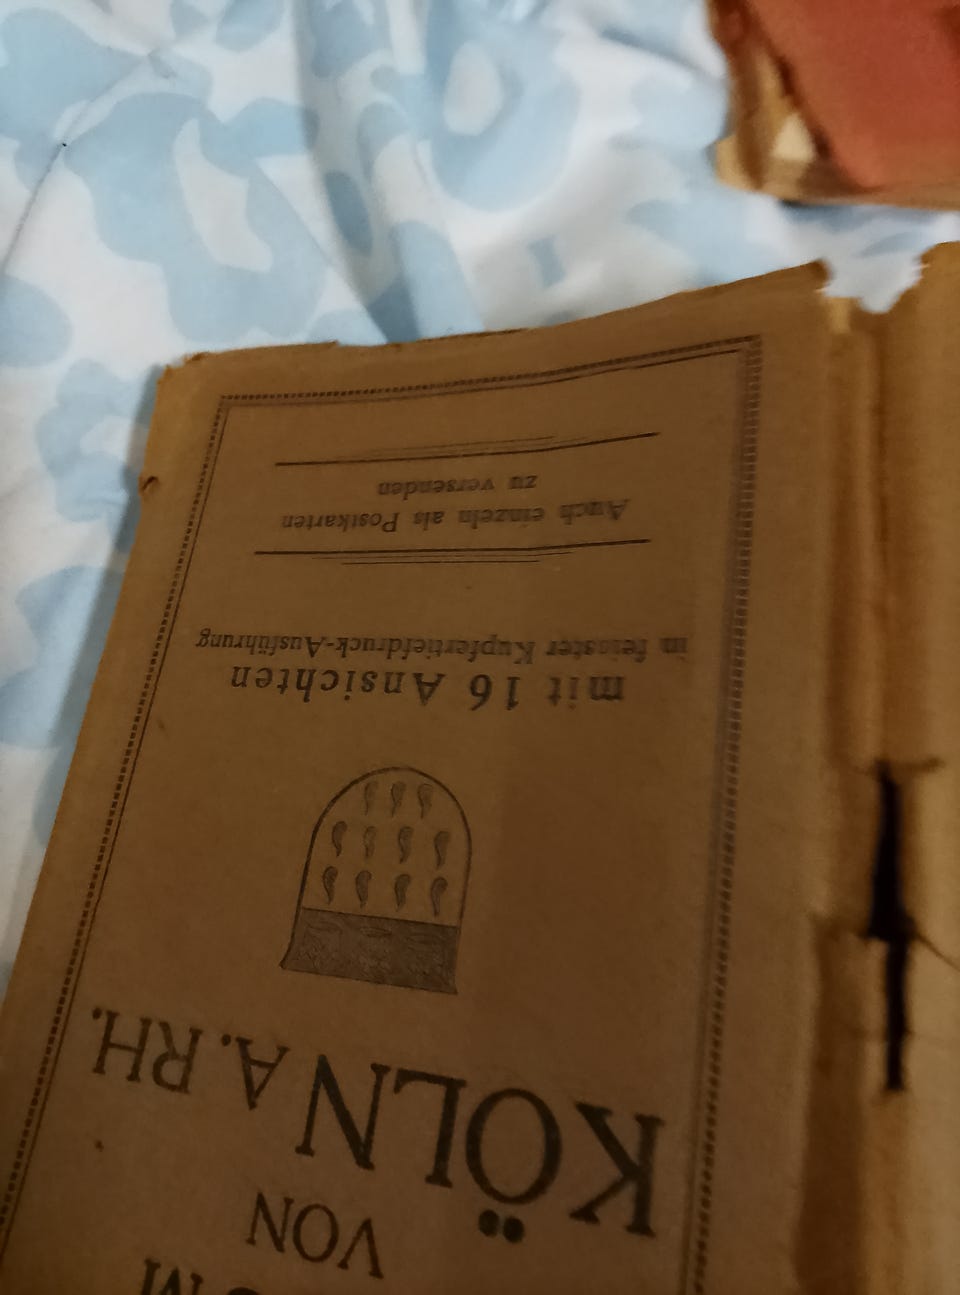 VON
KÖLN A. RH.
mit 16 Ansichten
in feinster Kupfertiefdruck-Ausführung
Auch einzeln als Postkarten
zu versenden